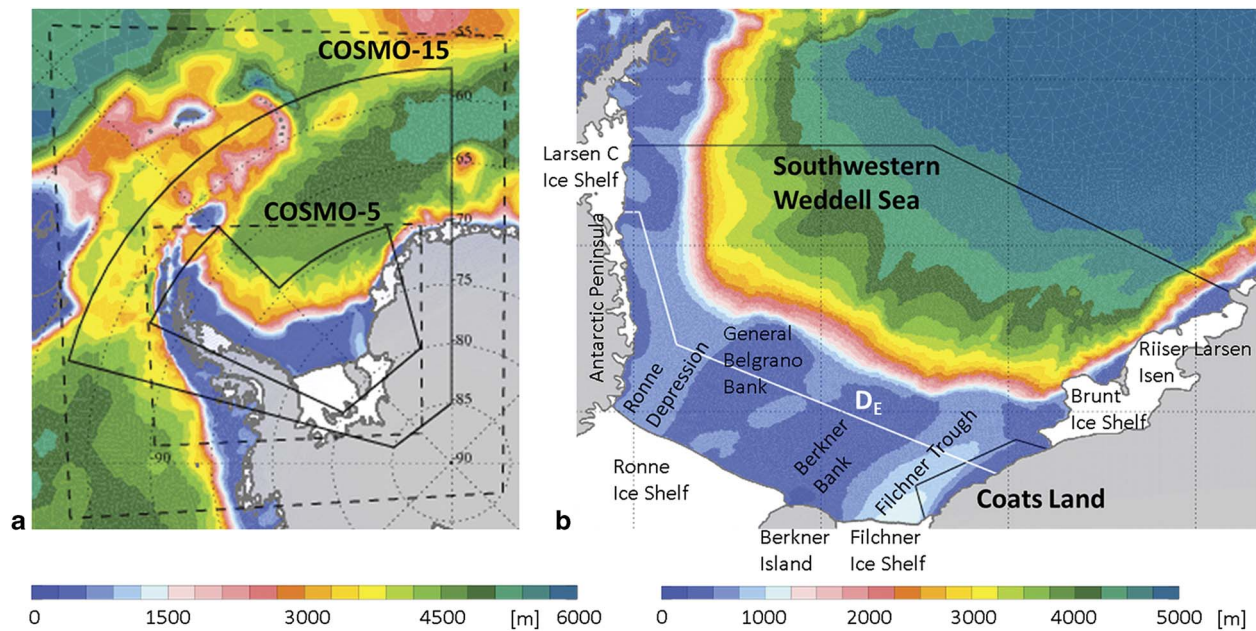 COSMO-15
-55
-60
-65
COSMO-5
-70
-75
-80
-85
-90
-90
a
Larsen C
Ice Shelf
Southwestern
Weddell Sea
Antarctic Peninsula
General
Belgrano
Bank
Ronne
Depression
Riiser Larsen
Isen
Brunt
Ice Shelf
DE
Berkner
Bank
Filchner Trough
Ronne
Ice Shelf
Coats Land
b
Berkner
Island
Filchner
Ice Shelf
0 1500 3000 4500 [m] 6000
0 1000 2000 3000 4000 [m] 5000